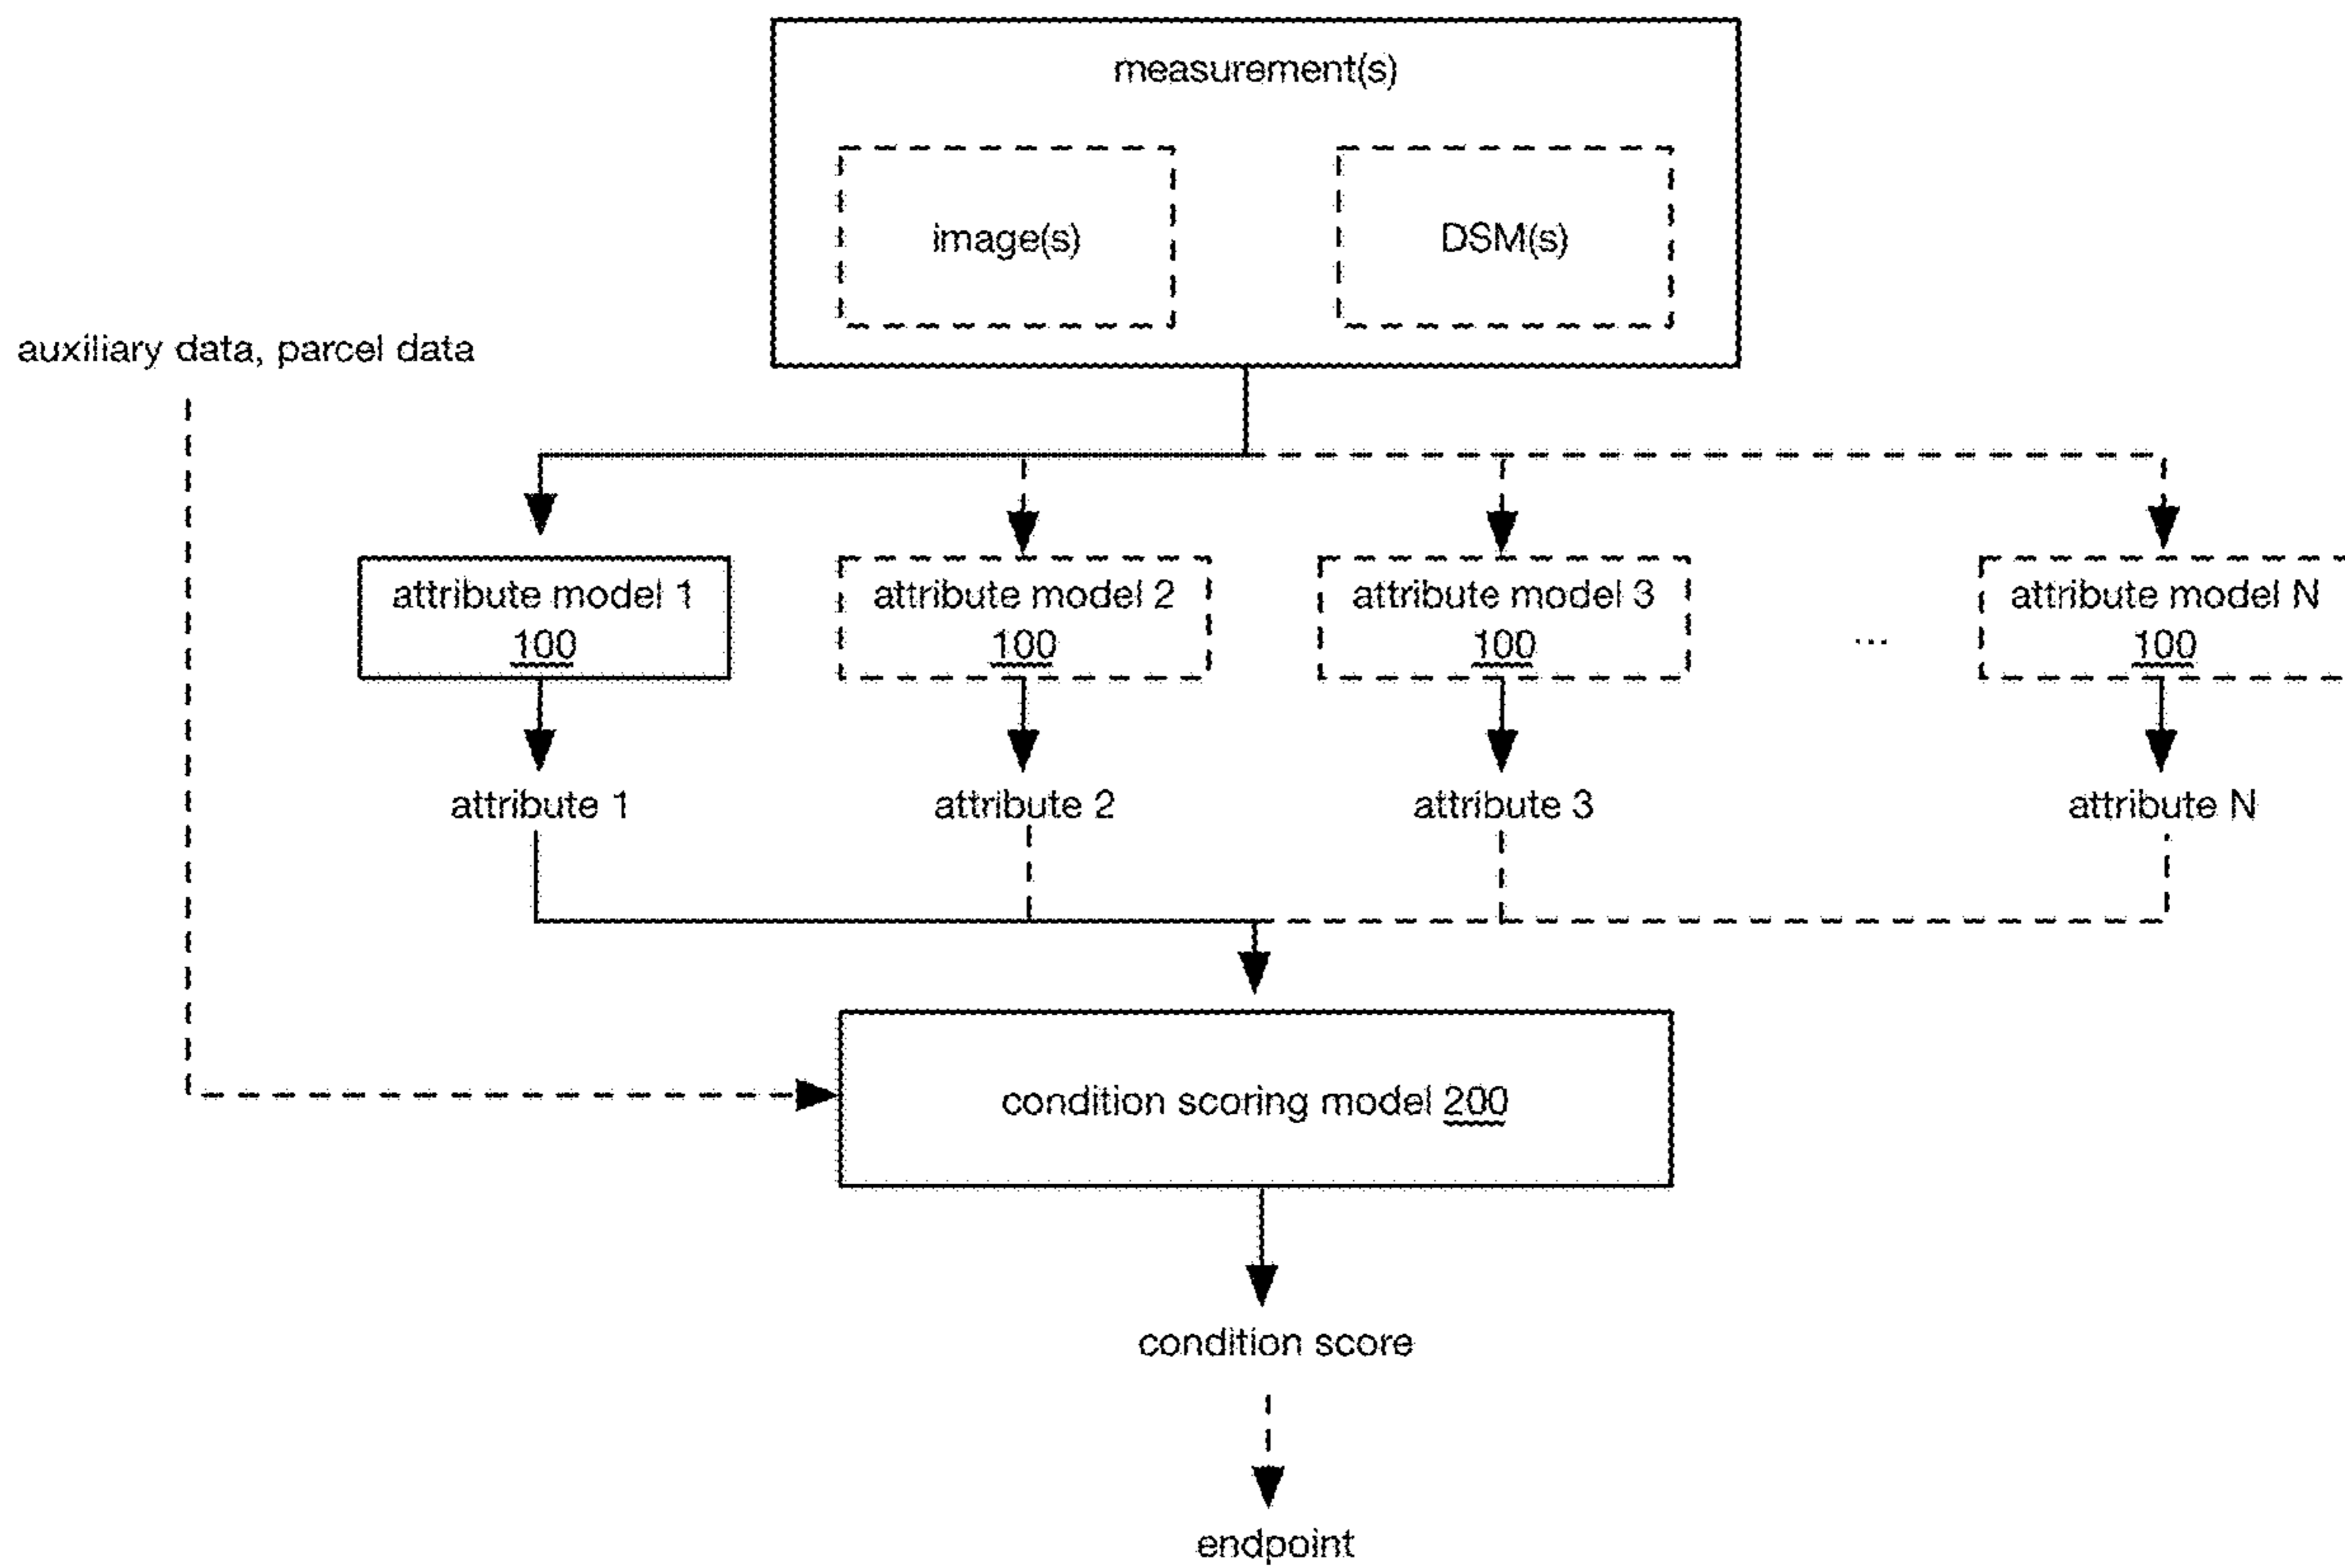 measurement(s)
image(s)
DSM(s)
auxiliary data, parcel data
attribute model 1
100
attribute model 2
100
attribute model 3
100
...
attribute model N
100
attribute 1
attribute 2
attribute 3
attribute N
condition scoring model 200
condition score
endpoint